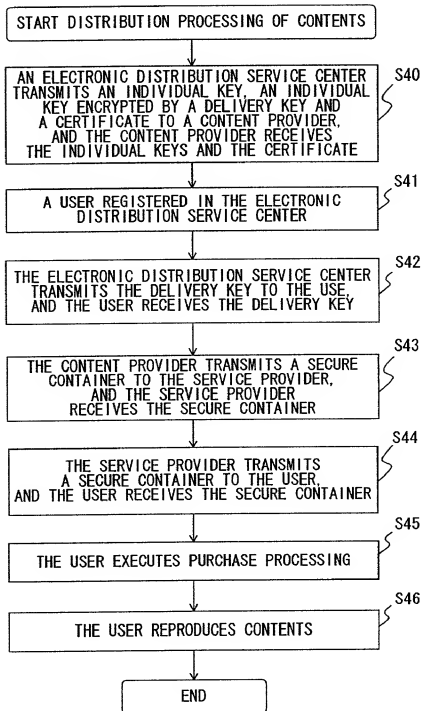 START DISTRIBUTION PROCESSING OF CONTENTS
S40
AN ELECTRONIC DISTRIBUTION SERVICE CENTER
TRANSMITS AN INDIVIDUAL KEY, AN INDIVIDUAL
KEY ENCRYPTED BY A DELIVERY KEY AND
A CERTIFICATE TO A CONTENT PROVIDER,
AND THE CONTENT PROVIDER RECEIVES
THE INDIVIDUAL KEYS AND THE CERTIFICATE
S41
A USER REGISTERED IN THE ELECTRONIC
DISTRIBUTION SERVICE CENTER
S42
THE ELECTRONIC DISTRIBUTION SERVICE CENTER
TRANSMITS THE DELIVERY KEY TO THE USE,
AND THE USER RECEIVES THE DELIVERY KEY
S43
THE CONTENT PROVIDER TRANSMITS A SECURE
CONTAINER TO THE SERVICE PROVIDER,
AND THE SERVICE PROVIDER
RECEIVES THE SECURE CONTAINER
S44
THE SERVICE PROVIDER TRANSMITS
A SECURE CONTAINER TO THE USER,
AND THE USER RECEIVES THE SECURE CONTAINER
S45
THE USER EXECUTES PURCHASE PROCESSING
S46
THE USER REPRODUCES CONTENTS
END